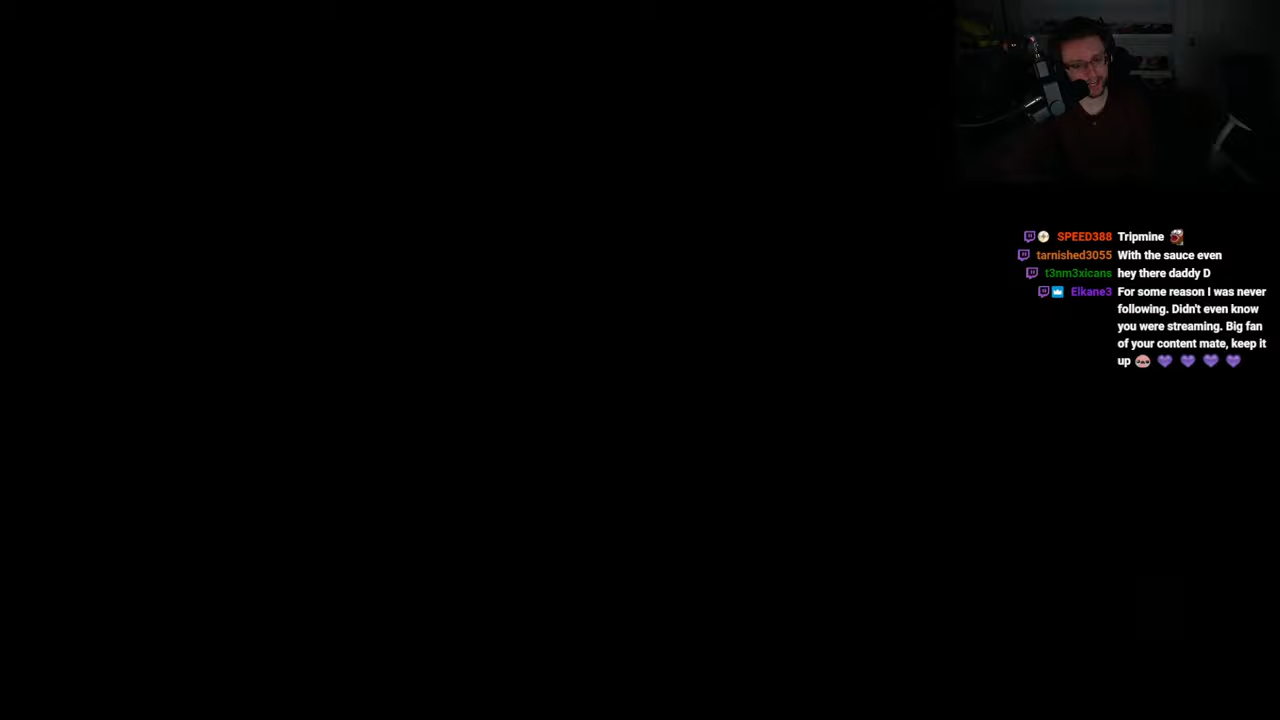 SPEED388 Tripmine
tarnished3055 With the sauce even
t3nm3xicans hey there daddy D
Elkane3 For some reason I was never
following. Didn't even know
you were streaming. Big fan
of your content mate, keep it
up